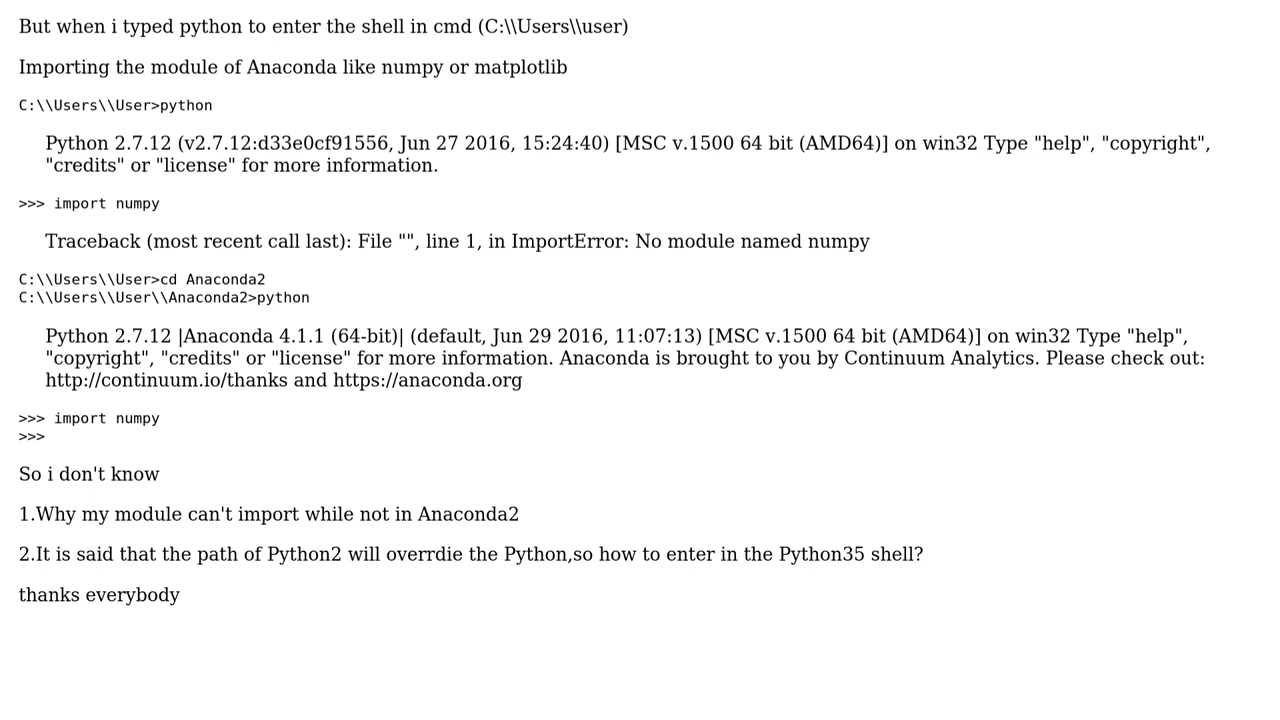 But when i typed python to enter the shell in cmd (C:\\Users\\user)
Importing the module of Anaconda like numpy or matplotlib
C:\\Users\\User>python
Python 2.7.12 (v2.7.12:d33e0cf91556, Jun 27 2016, 15:24:40) [MSC v.1500 64 bit (AMD64)] on win32 Type "help", "copyright",
"credits" or "license" for more information.
>>> import numpy
Traceback (most recent call last): File "", line 1, in ImportError: No module named numpy
C:\\Users\\User>cd Anaconda2
C:\\Users\\User\\Anaconda2>python
Python 2.7.12 |Anaconda 4.1.1 (64-bit)| (default, Jun 29 2016, 11:07:13) [MSC v.1500 64 bit (AMD64)] on win32 Type "help",
"copyright", "credits" or "license" for more information. Anaconda is brought to you by Continuum Analytics. Please check out:
http://continuum.io/thanks and https://anaconda.org
>>> import numpy
>>>
So i don't know
1.Why my module can't import while not in Anaconda2
2.It is said that the path of Python2 will overrdie the Python,so how to enter in the Python35 shell?
thanks everybody